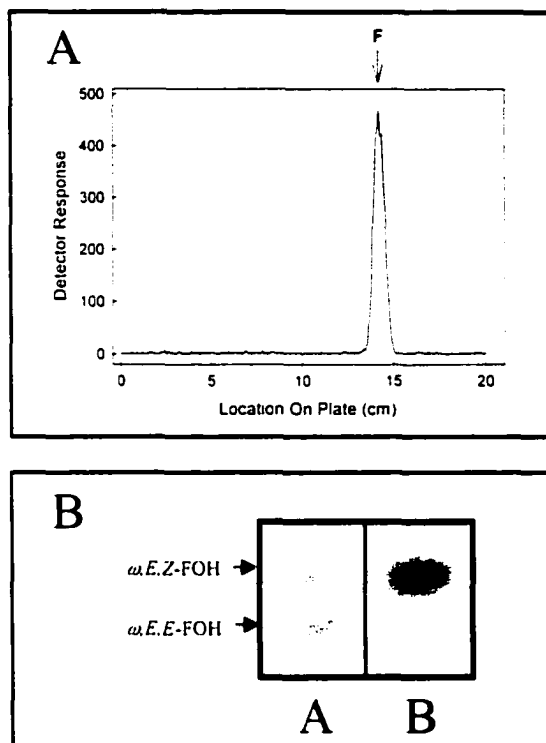 A
F
500
400
300
200
100
0
Detector Response
0 5 10 15 20
Location On Plate (cm)
B
ω,E,Z-FOH
ω,E,E-FOH
A B